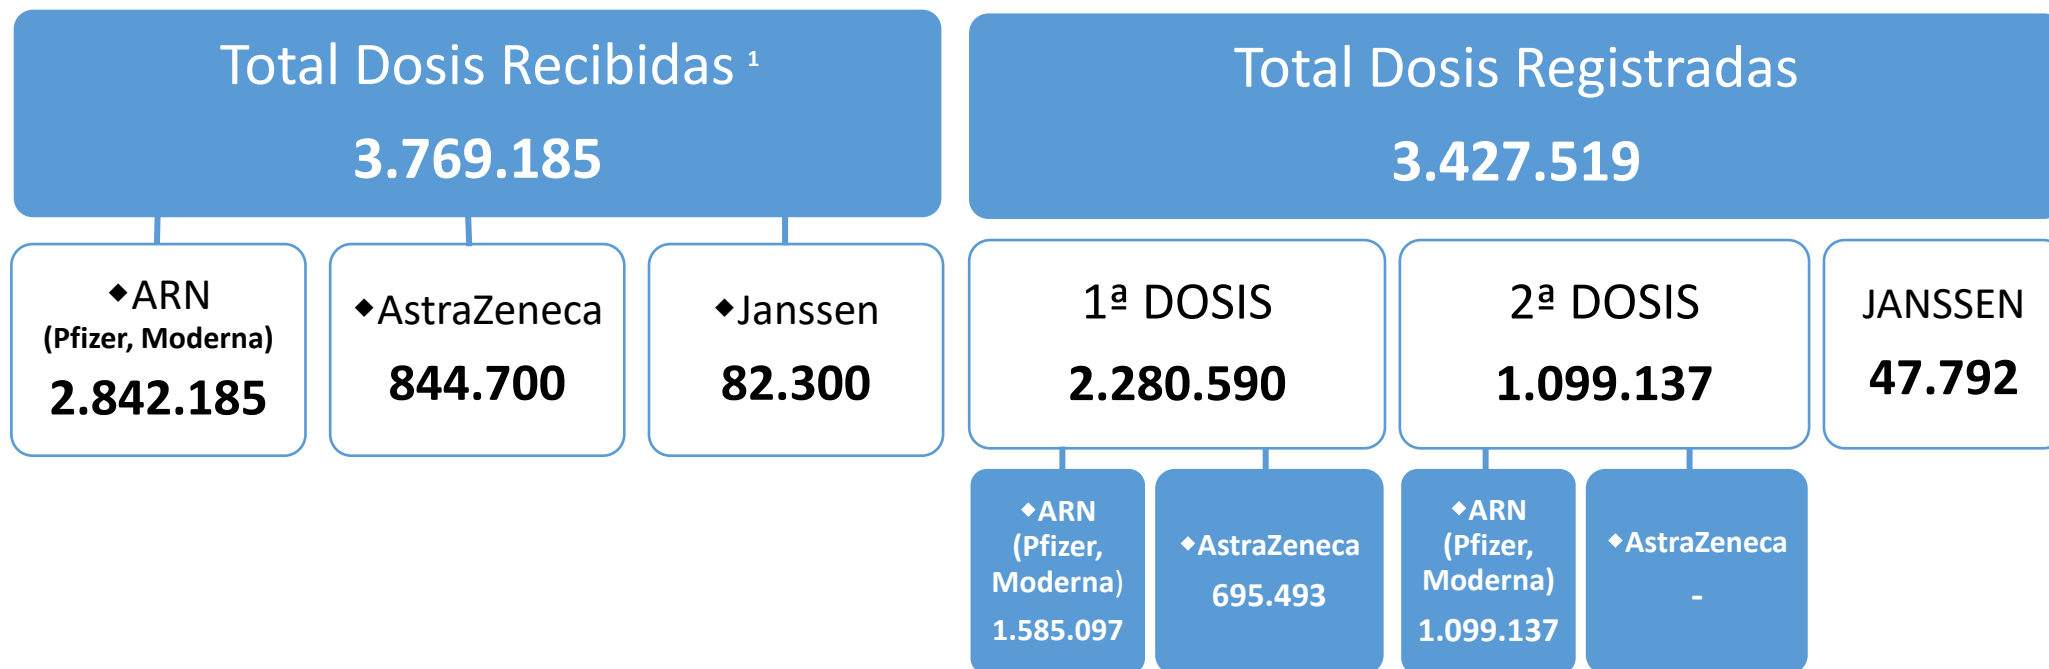 Total Dosis Recibidas ¹
3.769.185
◆ARN
(Pfizer, Moderna)
2.842.185
◆AstraZeneca
844.700
◆Janssen
82.300
Total Dosis Registradas
3.427.519
1ª DOSIS
2.280.590
2ª DOSIS
1.099.137
JANSSEN
47.792
◆ARN
(Pfizer,
Moderna)
1.585.097
◆AstraZeneca
695.493
◆ARN
(Pfizer,
Moderna)
1.099.137
◆AstraZeneca
-